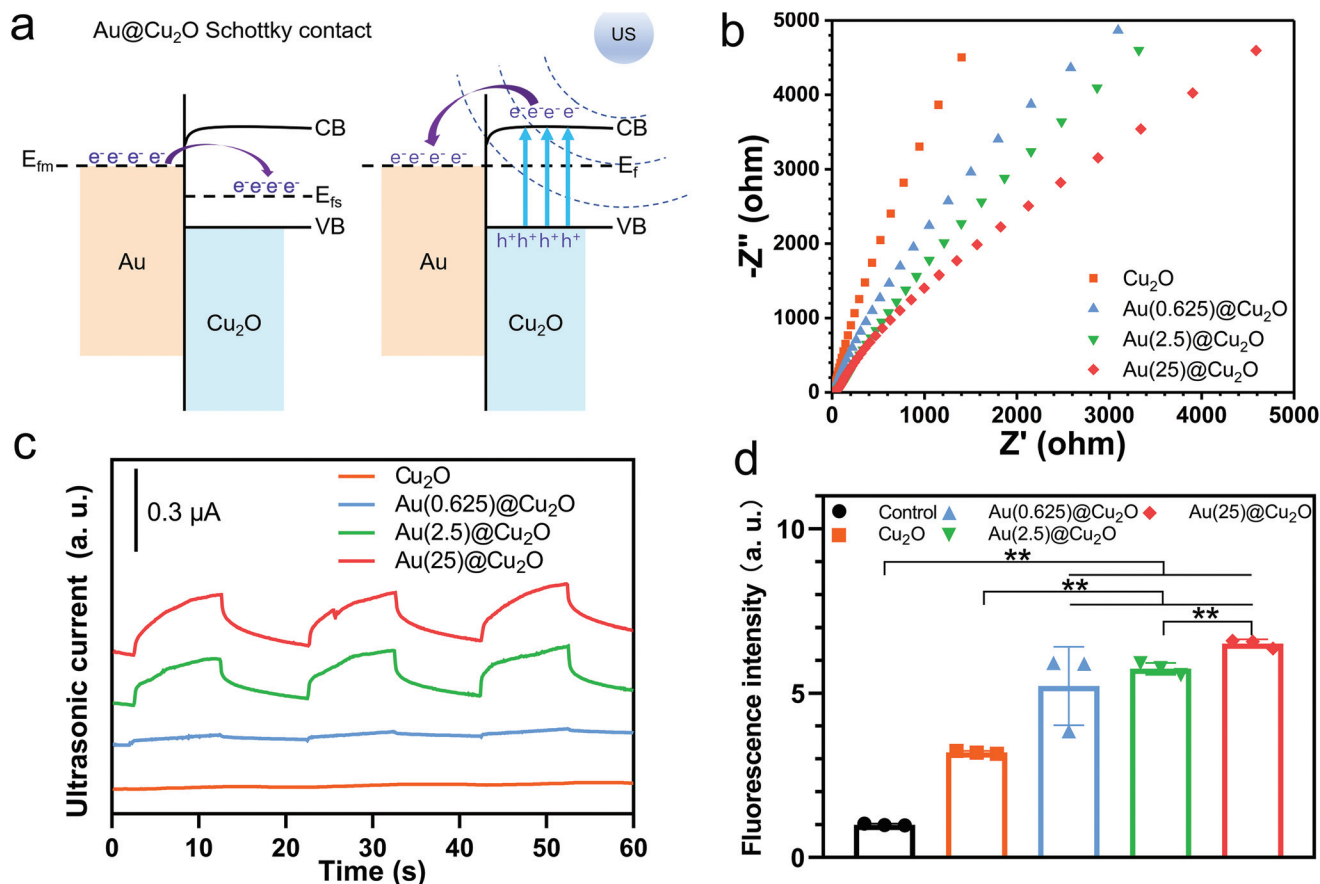 a
Au@Cu₂O Schottky contact
US
e⁻e⁻e⁻ e⁻
CB
E_fm
e⁻e⁻e⁻ e⁻
e⁻e⁻e⁻e⁻
E_fs
VB
Au
Cu₂O
e⁻e⁻e⁻ e⁻
CB
E_f
VB
h⁺h⁺h⁺h⁺
Au
Cu₂O
b
5000
4000
3000
2000
1000
0
-Z'' (ohm)
Cu₂O
Au(0.625)@Cu₂O
Au(2.5)@Cu₂O
Au(25)@Cu₂O
0 1000 2000 3000 4000 5000
Z' (ohm)
c
0.3 μA
Cu₂O
Au(0.625)@Cu₂O
Au(2.5)@Cu₂O
Au(25)@Cu₂O
Ultrasonic current (a. u.)
0 10 20 30 40 50 60
Time (s)
d
Control Au(0.625)@Cu₂O Au(25)@Cu₂O
Cu₂O Au(2.5)@Cu₂O
10
5
0
Fluorescence intensity (a. u.)
**
**
**